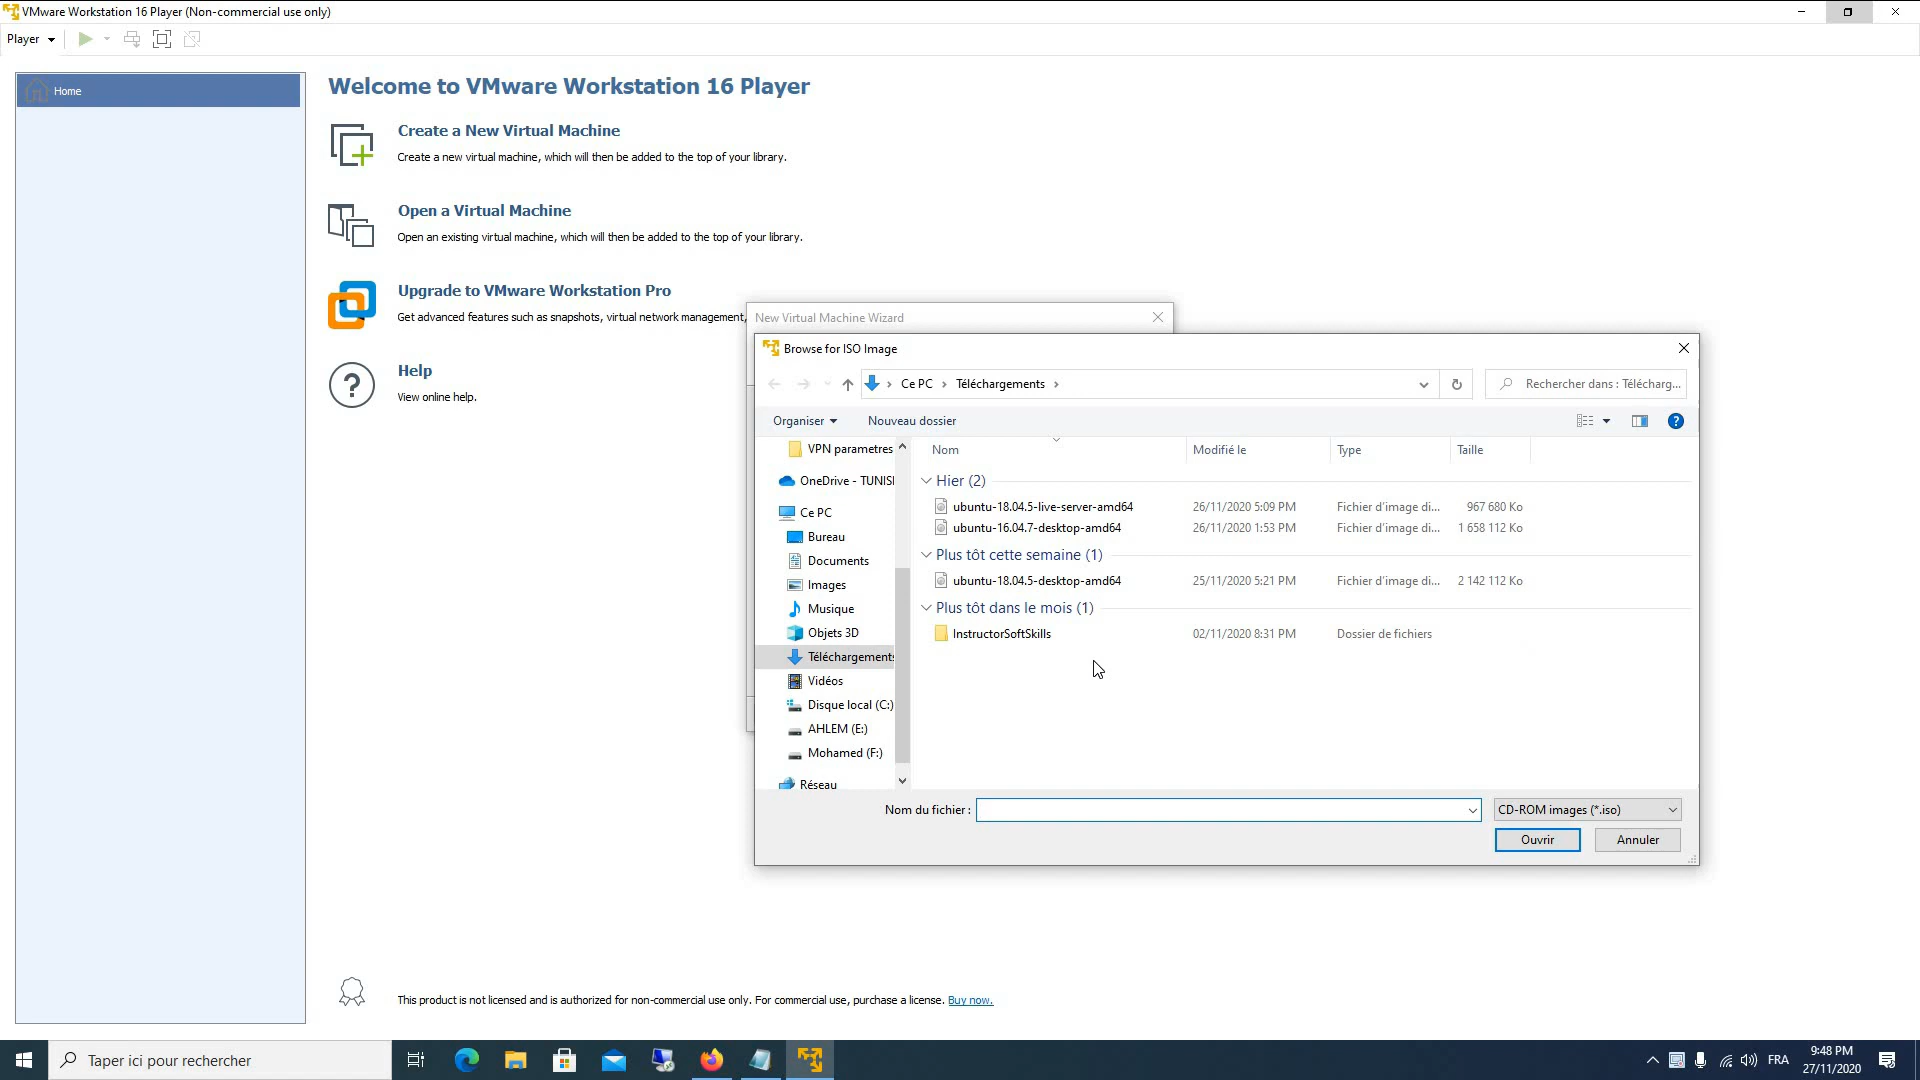 VMware Workstation 16 Player (Non-commercial use only)
Player
Home
Welcome to VMware Workstation 16 Player
Create a New Virtual Machine
Create a new virtual machine, which will then be added to the top of your library.
Open a Virtual Machine
Open an existing virtual machine, which will then be added to the top of your library.
Upgrade to VMware Workstation Pro
Get advanced features such as snapshots, virtual network management,
Help
View online help.
New Virtual Machine Wizard
Browse for ISO Image
Ce PC
Téléchargements
Rechercher dans : Télécharg...
Organiser
Nouveau dossier
VPN parametres
OneDrive - TUNISI
Ce PC
Bureau
Documents
Images
Musique
Objets 3D
Téléchargements
Vidéos
Disque local (C:)
AHLEM (E:)
Mohamed (F:)
Réseau
Nom Modifié le Type Taille
Hier (2)
ubuntu-18.04.5-live-server-amd64 26/11/2020 5:09 PM Fichier d'image di... 967 680 Ko
ubuntu-16.04.7-desktop-amd64 26/11/2020 1:53 PM Fichier d'image di... 1 658 112 Ko
Plus tôt cette semaine (1)
ubuntu-18.04.5-desktop-amd64 25/11/2020 5:21 PM Fichier d'image di... 2 142 112 Ko
Plus tôt dans le mois (1)
InstructorSoftSkills 02/11/2020 8:31 PM Dossier de fichiers
Nom du fichier :
CD-ROM images (*.iso)
Ouvrir
Annuler
This product is not licensed and is authorized for non-commercial use only. For commercial use, purchase a license. Buy now.
Taper ici pour rechercher
FRA
9:48 PM
27/11/2020